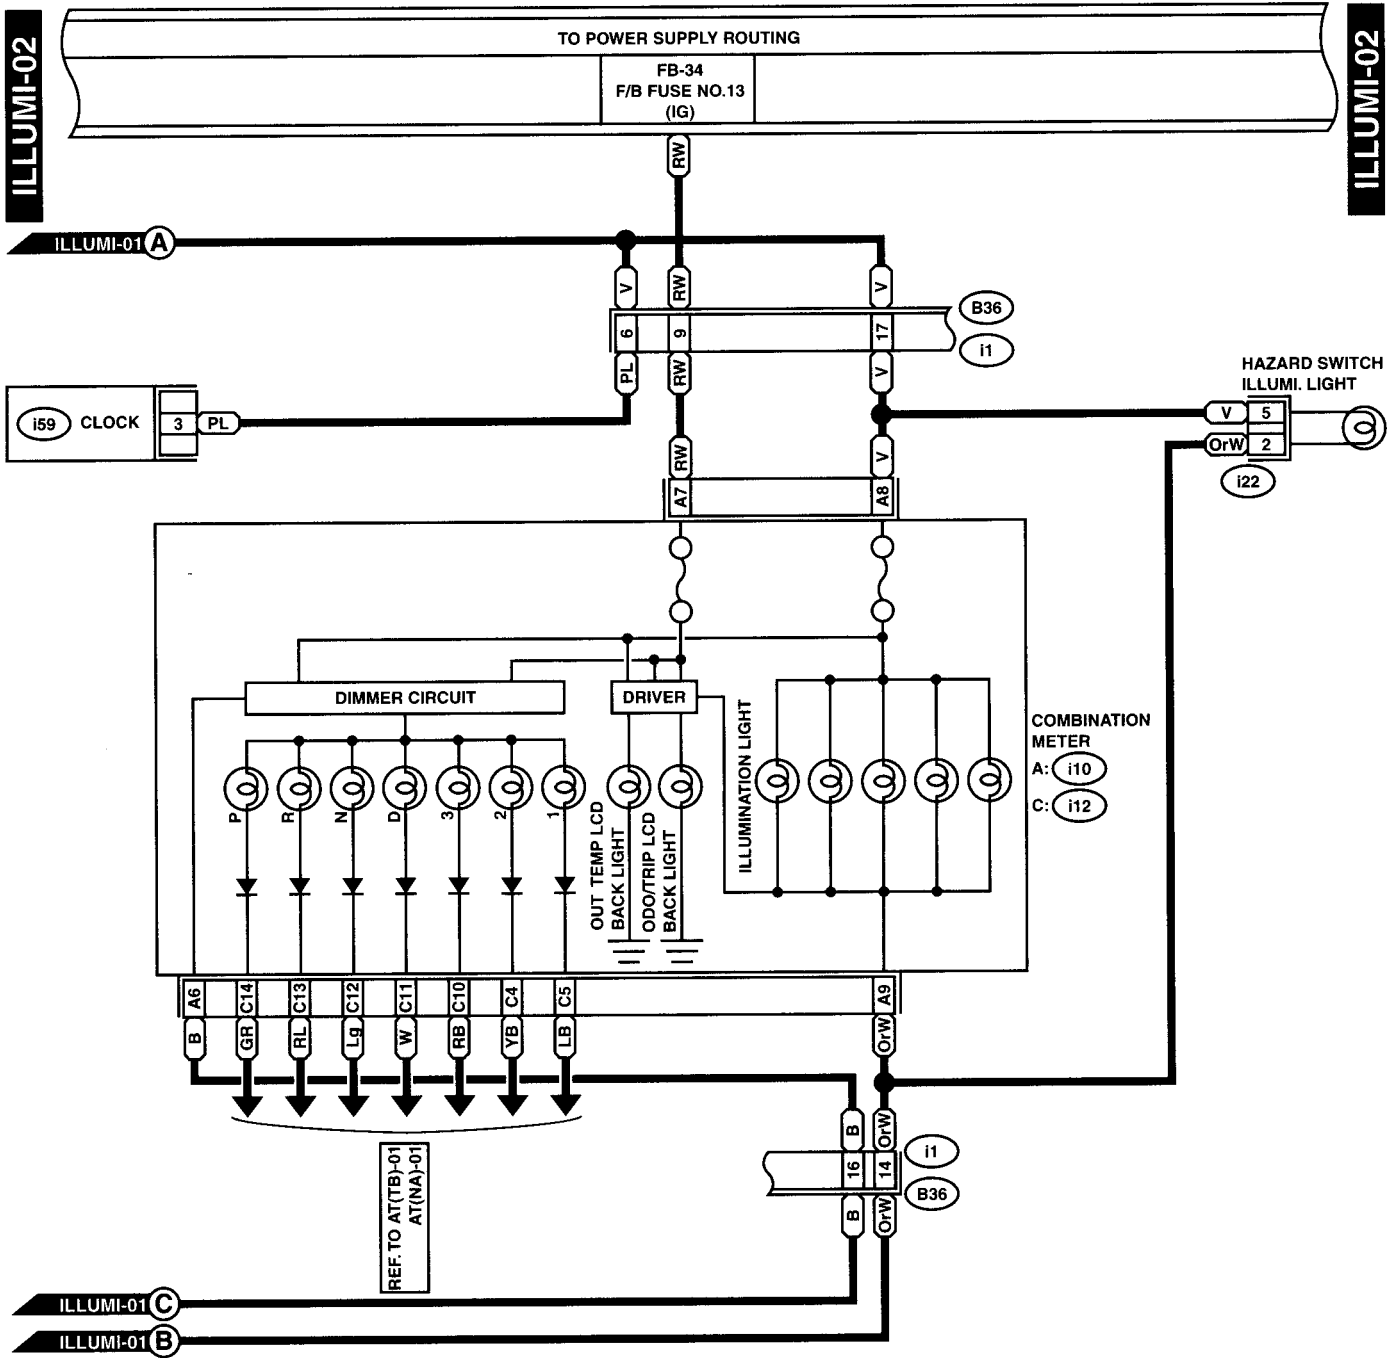 TO POWER SUPPLY ROUTING
ILLUMI-02
ILLUMI-02
FB-34
F/B FUSE NO.13
(IG)
RW
ILLUMI-01 A
V
RW
V
B36
6
9
17
i1
PL
RW
V
HAZARD SWITCH
ILLUMI. LIGHT
i59 CLOCK
3
PL
V
5
OrW
2
i22
RW
V
A7
A8
DIMMER CIRCUIT
DRIVER
ILLUMINATION LIGHT
COMBINATION
METER
A: i10
C: i12
P
R
N
D
3
2
1
OUT TEMP LCD
BACK LIGHT
ODO/TRIP LCD
BACK LIGHT
A6
C14
C13
C12
C11
C10
C4
C5
A9
B
GR
RL
Lg
W
RB
YB
LB
OrW
B
OrW
i1
16
14
B36
B
OrW
REF. TO AT(TB)-01
AT(NA)-01
ILLUMI-01 C
ILLUMI-01 B